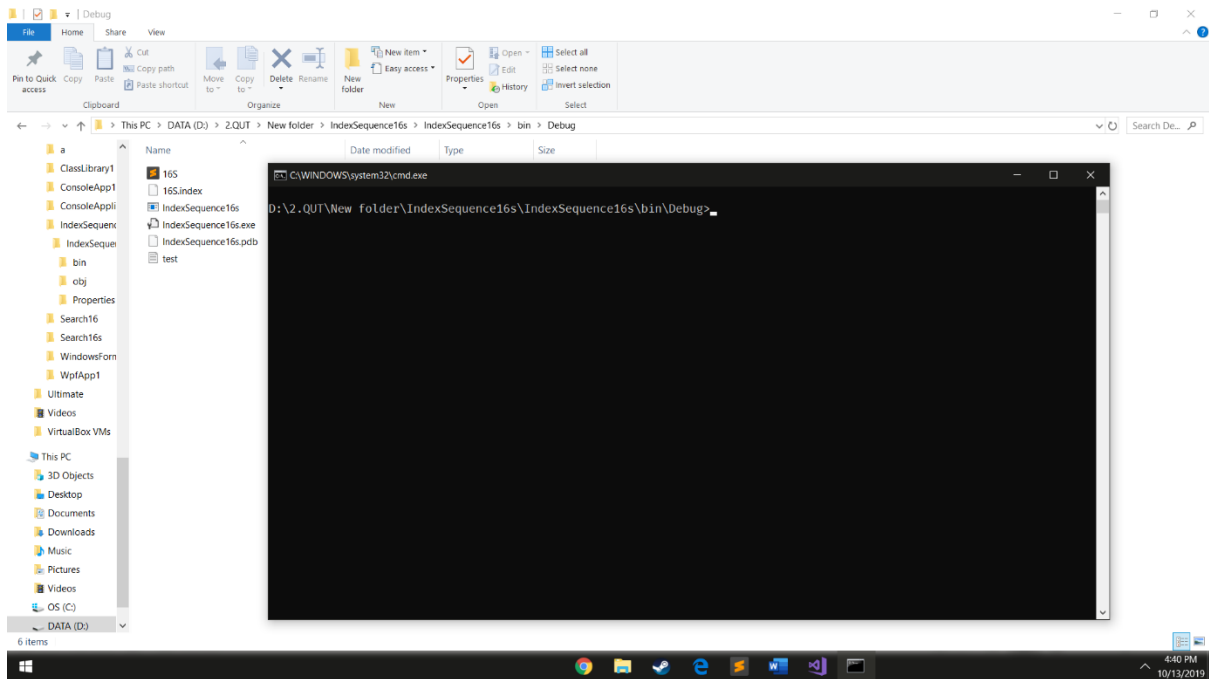 Debug
File Home Share View
Pin to Quick access
Copy
Paste
Cut
Copy path
Paste shortcut
Clipboard
Move to
Copy to
Delete
Rename
Organize
New folder
New item
Easy access
New
Properties
Open
Edit
History
Open
Select all
Select none
Invert selection
Select
This PC > DATA (D:) > 2.QUT > New folder > IndexSequence16s > IndexSequence16s > bin > Debug
Search De...
a
ClassLibrary1
ConsoleApp1
ConsoleAppli
IndexSequenc
IndexSequer
bin
obj
Properties
Search16
Search16s
WindowsForn
WpfApp1
Ultimate
Videos
VirtualBox VMs
This PC
3D Objects
Desktop
Documents
Downloads
Music
Pictures
Videos
OS (C:)
DATA (D:)
Name Date modified Type Size
16S
16S.index
IndexSequence16s
IndexSequence16s.exe
IndexSequence16s.pdb
test
C:\WINDOWS\system32\cmd.exe
D:\2.QUT\New folder\IndexSequence16s\IndexSequence16s\bin\Debug>
6 items
4:40 PM
10/13/2019